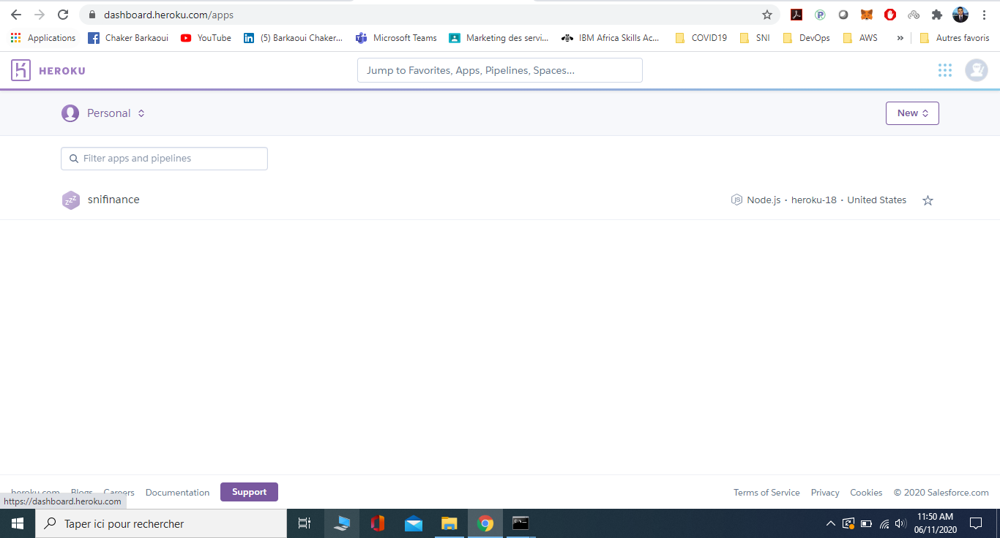 dashboard.heroku.com/apps
Applications Chaker Barkaoui YouTube (5) Barkaoui Chaker... Microsoft Teams Marketing des servi... IBM Africa Skills Ac... COVID19 SNI DevOps AWS » Autres favoris
HEROKU Jump to Favorites, Apps, Pipelines, Spaces...
Personal New
Filter apps and pipelines
zzz snifinance JS Node.js · heroku-18 · United States
heroku.com Blogs Careers Documentation Support Terms of Service Privacy Cookies © 2020 Salesforce.com
https://dashboard.heroku.com
Taper ici pour rechercher 11:50 AM
06/11/2020